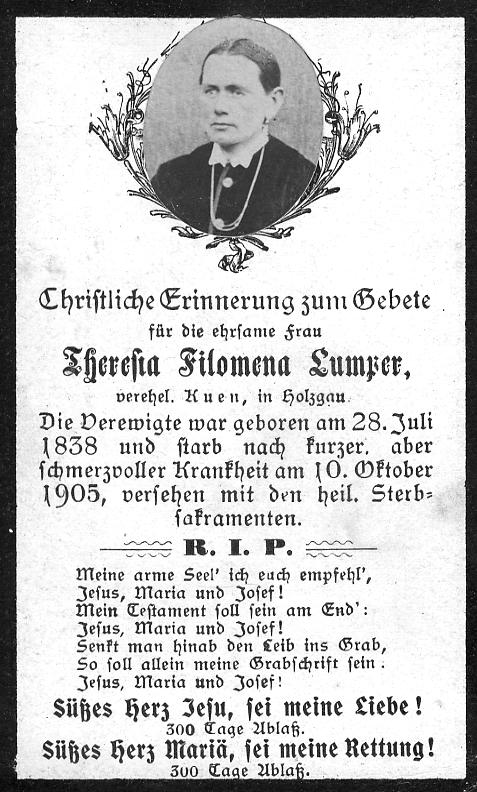 Christliche Erinnerung zum Gebete
für die ehrsame Frau
Theresia Filomena Lumper,
verehel. Kuen, in Holzgau.
Die Verewigte war geboren am 28. Juli
1838 und starb nach kurzer, aber
schmerzvoller Krankheit am 10. Oktober
1905, versehen mit den heil. Sterb=
sakramenten.
R. I. P.
Meine arme Seel' ich euch empfehl',
Jesus, Maria und Josef!
Mein Testament soll sein am End':
Jesus, Maria und Josef!
Senkt man hinab den Leib ins Grab,
So soll allein meine Grabschrift sein:
Jesus, Maria und Josef!
Süßes Herz Jesu, sei meine Liebe!
300 Tage Ablaß.
Süßes Herz Mariä, sei meine Rettung!
300 Tage Ablaß.